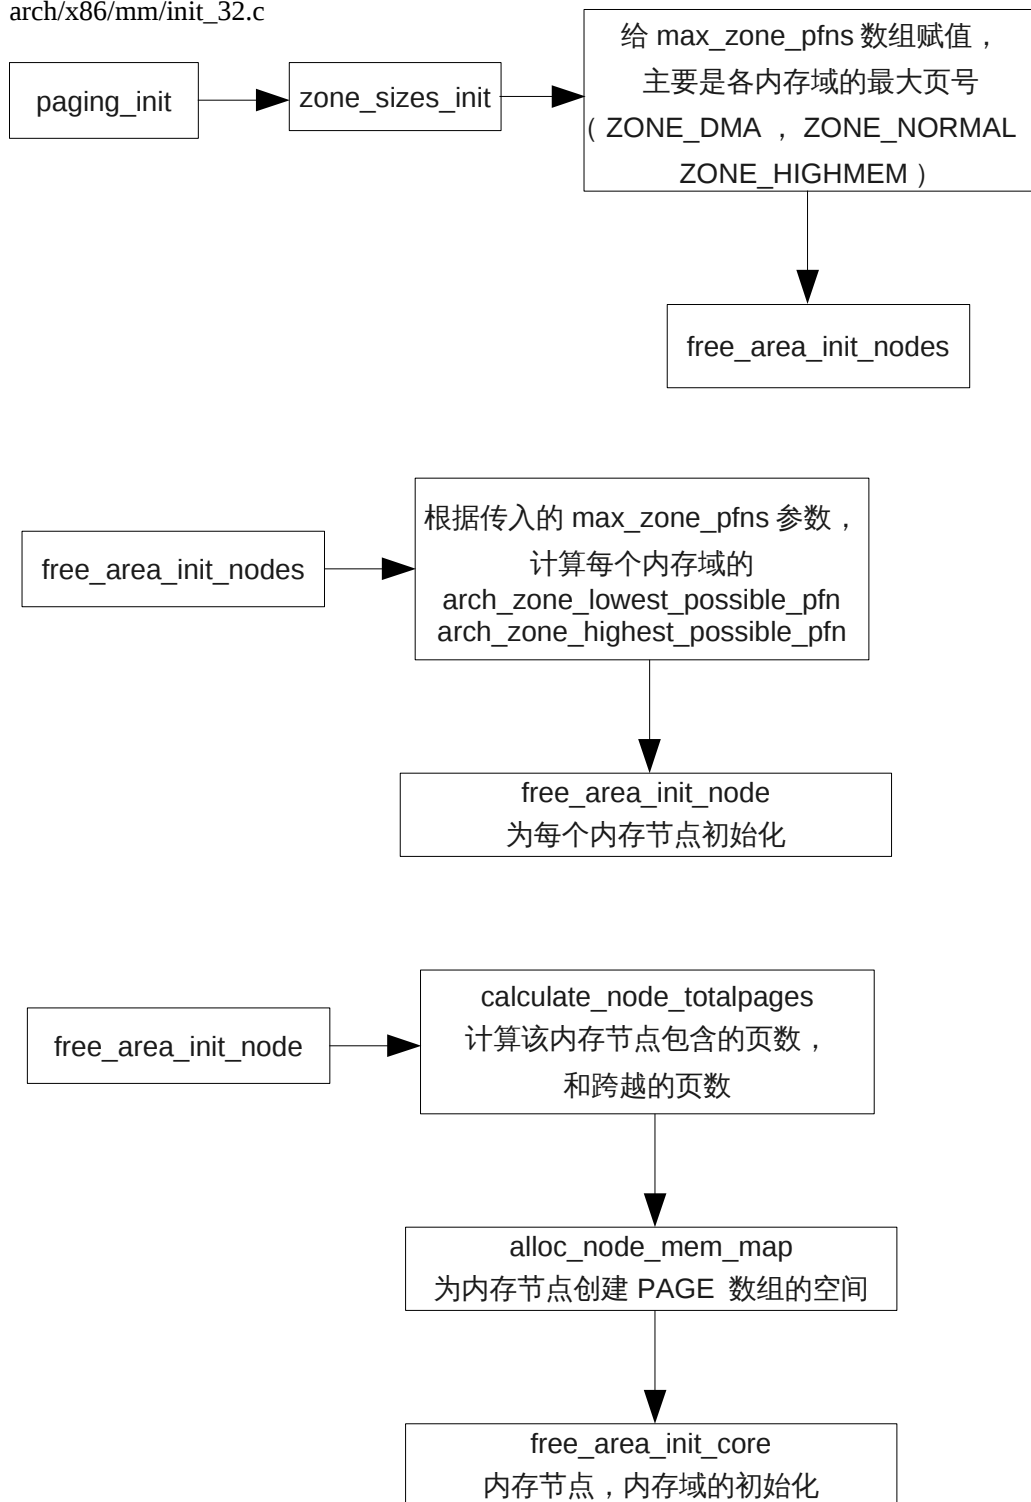 arch/x86/mm/init_32.c
paging_init
zone_sizes_init
给 max_zone_pfns 数组赋值，
主要是各内存域的最大页号
（ ZONE_DMA ， ZONE_NORMAL
ZONE_HIGHMEM ）
free_area_init_nodes
free_area_init_nodes
根据传入的 max_zone_pfns 参数，
计算每个内存域的
arch_zone_lowest_possible_pfn
arch_zone_highest_possible_pfn
free_area_init_node
为每个内存节点初始化
free_area_init_node
calculate_node_totalpages
计算该内存节点包含的页数，
和跨越的页数
alloc_node_mem_map
为内存节点创建 PAGE 数组的空间
free_area_init_core
内存节点，内存域的初始化